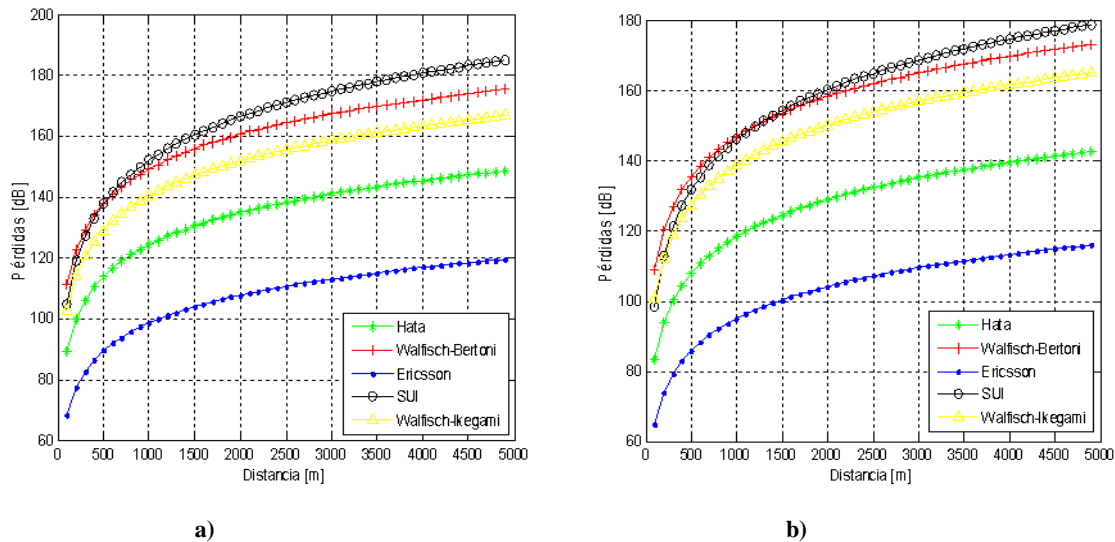 200
180
160
140
120
100
80
60
Pérdidas [dB]
Hata
Walfisch-Bertoni
Ericsson
SUI
Walfisch-Ikegami
0 500 1000 1500 2000 2500 3000 3500 4000 4500 5000
Distancia [m]
a)
180
160
140
120
100
80
60
Pérdidas [dB]
Hata
Walfisch-Bertoni
Ericsson
SUI
Walfisch-Ikegami
0 500 1000 1500 2000 2500 3000 3500 4000 4500 5000
Distancia [m]
b)